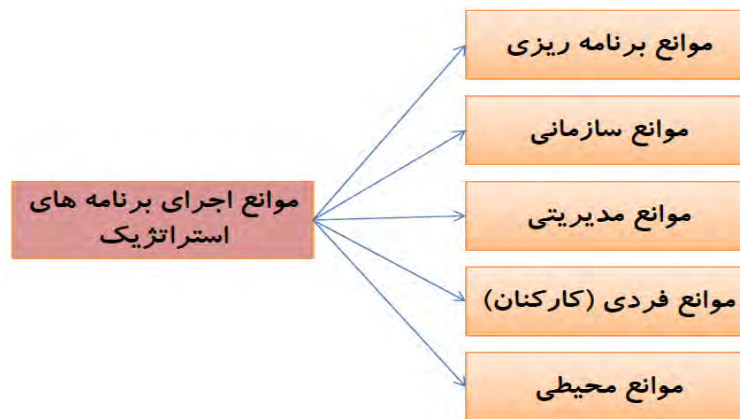 موانع برنامه ریزی
موانع سازمانی
موانع اجرای برنامه های
استراتژیک
موانع مدیریتی
موانع فردی (کارکنان)
موانع محیطی